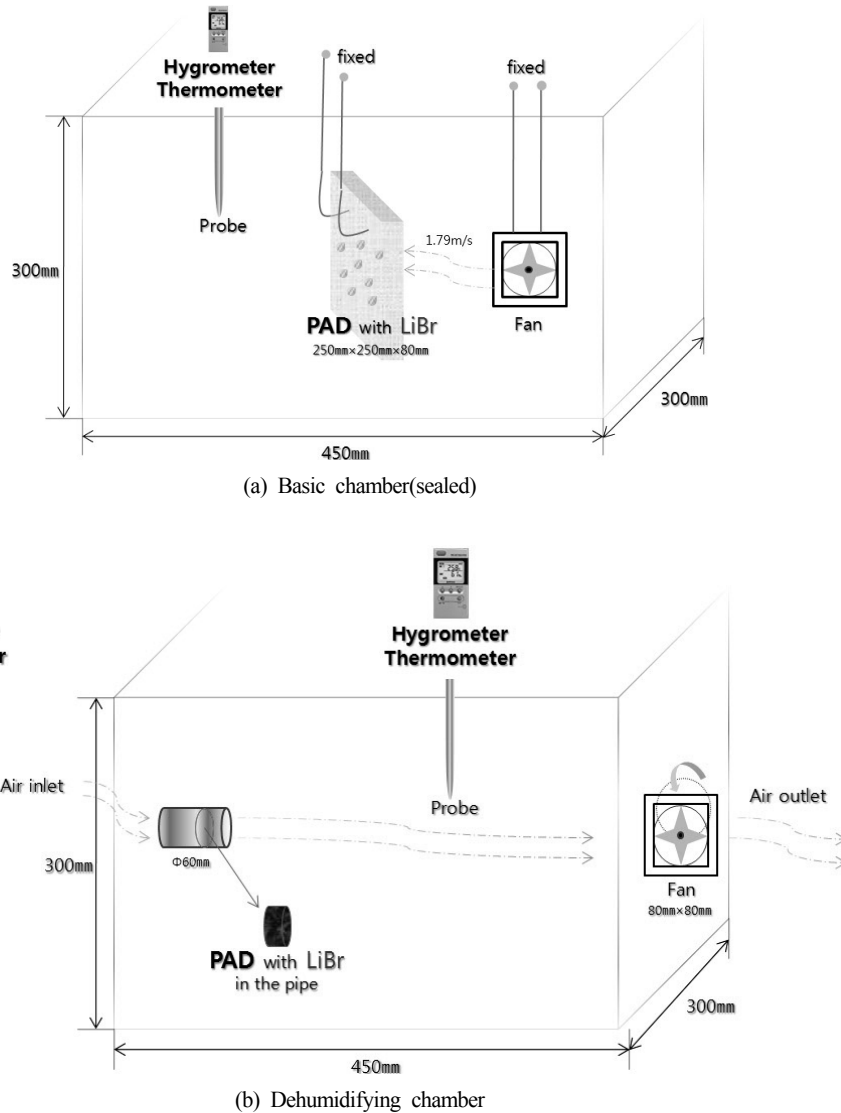 fixed
fixed
Hygrometer
Thermometer
Probe
1.79m/s
300mm
PAD with LiBr
250mm×250mm×80mm
Fan
300mm
450mm
(a) Basic chamber(sealed)
Hygrometer
Thermometer
Air inlet
Probe
Air outlet
Φ60mm
300mm
Fan
80mm×80mm
PAD with LiBr
in the pipe
300mm
450mm
(b) Dehumidifying chamber